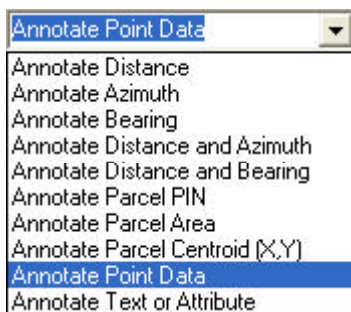 Annotate Point Data
Annotate Distance
Annotate Azimuth
Annotate Bearing
Annotate Distance and Azimuth
Annotate Distance and Bearing
Annotate Parcel PIN
Annotate Parcel Area
Annotate Parcel Centroid (X,Y)
Annotate Point Data
Annotate Text or Attribute